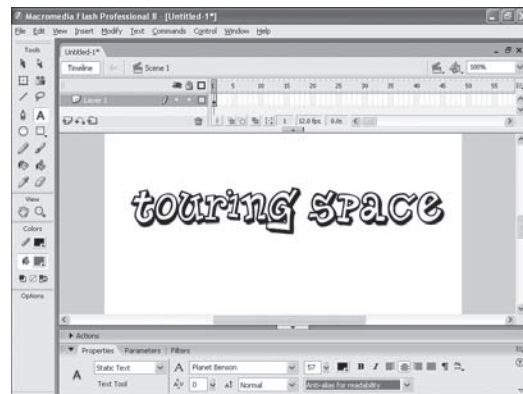 Macromedia Flash Professional 8 - [Untitled-1*]
File Edit View Insert Modify Text Commands Control Window Help
Tools
Untitled-1*
Timeline Scene 1 100%
1 5 10 15 20 25 30 35 40 45 50 55
Layer 1
1 12.0 fps 0.0s
View
Colors
Options
touring space
Actions
Properties Parameters Filters
A Static Text A Planet Benson 57 B I
Text Tool A V 0 Normal Anti-alias for readability